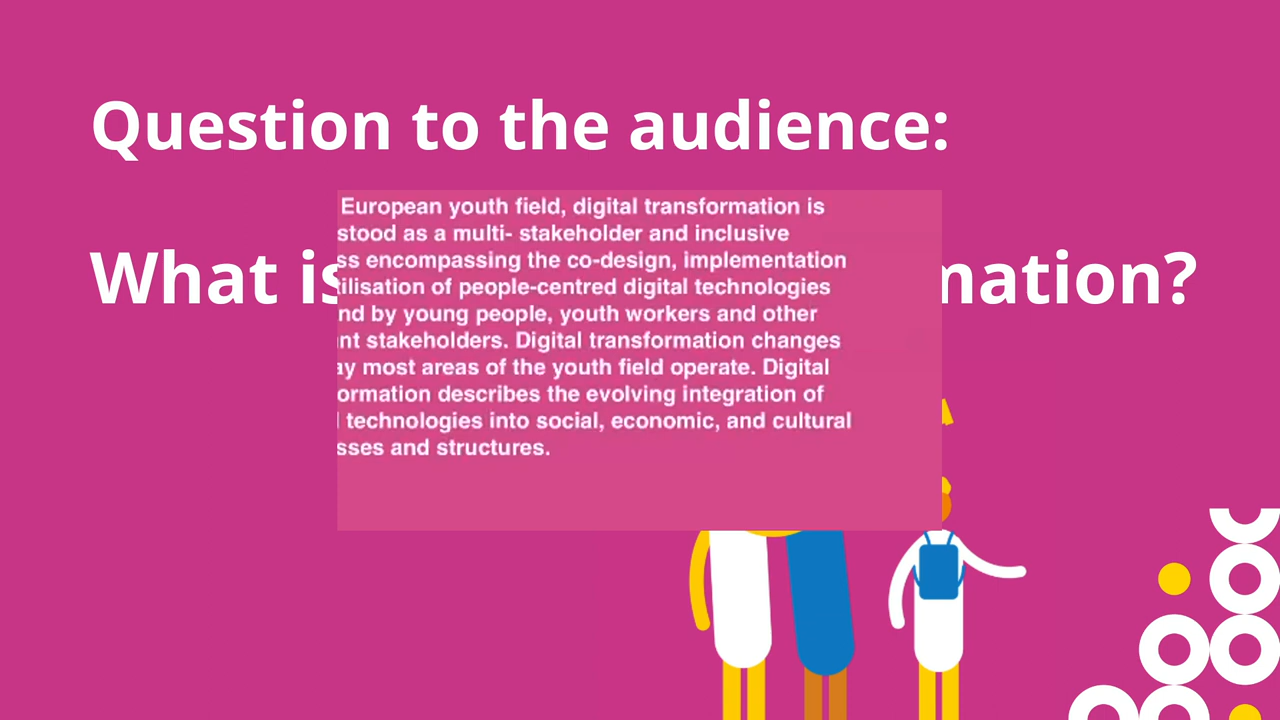 Question to the audience:
European youth field, digital transformation is
stood as a multi- stakeholder and inclusive
ss encompassing the co-design, implementation
ilisation of people-centred digital technologies
nd by young people, youth workers and other
nt stakeholders. Digital transformation changes
ay most areas of the youth field operate. Digital
ormation describes the evolving integration of
technologies into social, economic, and cultural
sses and structures.
What is mation?